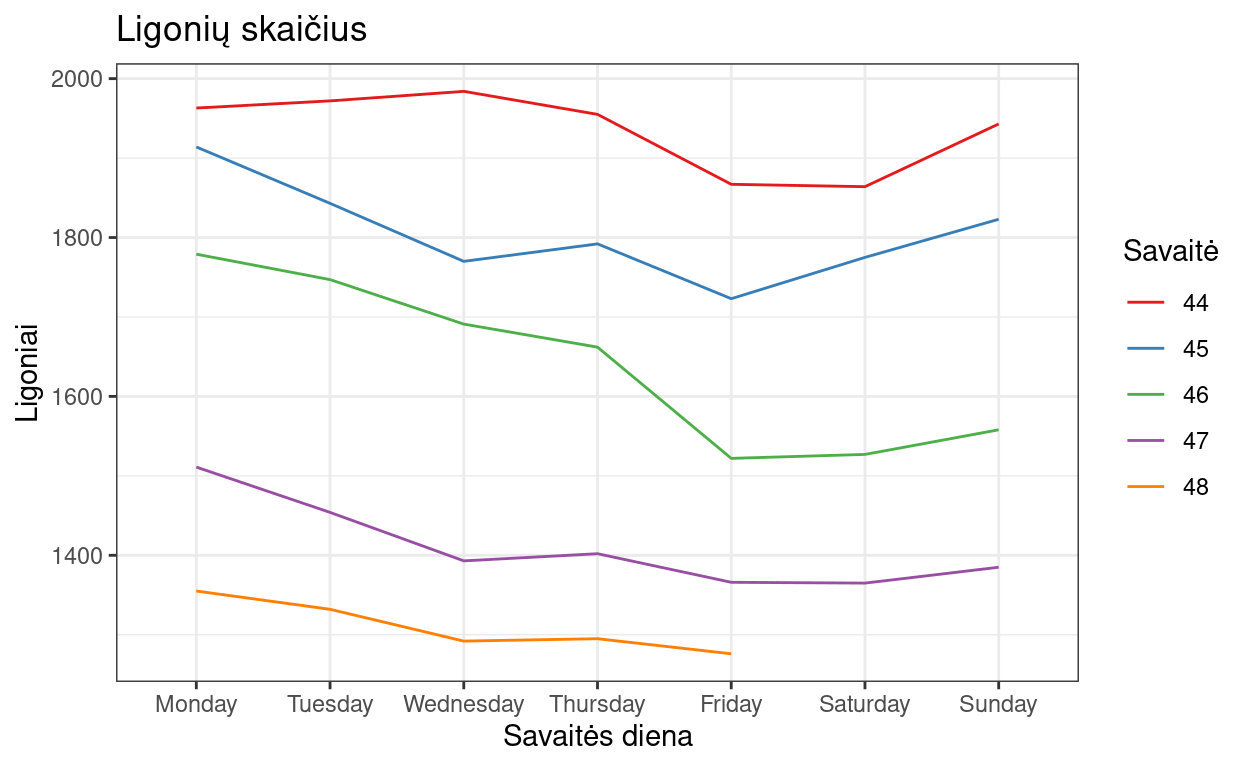 Ligonių skaičius
2000
1800
1600
1400
Ligoniai
Monday Tuesday Wednesday Thursday Friday Saturday Sunday
Savaitės diena
Savaitė
44
45
46
47
48